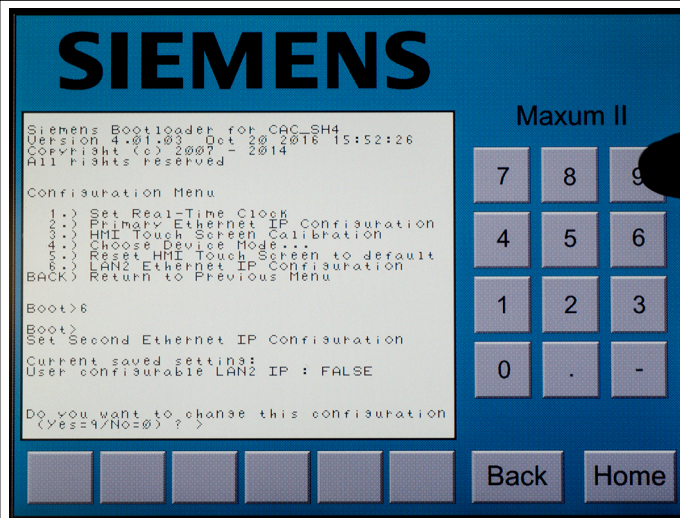 SIEMENS
Siemens Bootloader for CAC_SH4
Version 4.01.03  Oct 20 2016 15:52:26
Copyright (c) 2007 - 2014
All rights reserved
Configuration Menu
1.) Set Real-Time Clock
2.) Primary Ethernet IP Configuration
3.) HMI Touch Screen Calibration
4.) Choose Device Mode...
5.) Reset HMI Touch Screen to default
6.) LAN2 Ethernet IP Configuration
BACK) Return to Previous Menu
Boot>6
Boot>
Set Second Ethernet IP Configuration
Current saved setting:
User configurable LAN2 IP : FALSE
Do you want to change this configuration
(Yes=9/No=0) ? >
Maxum II
7 8 9
4 5 6
1 2 3
0 . -
Back Home